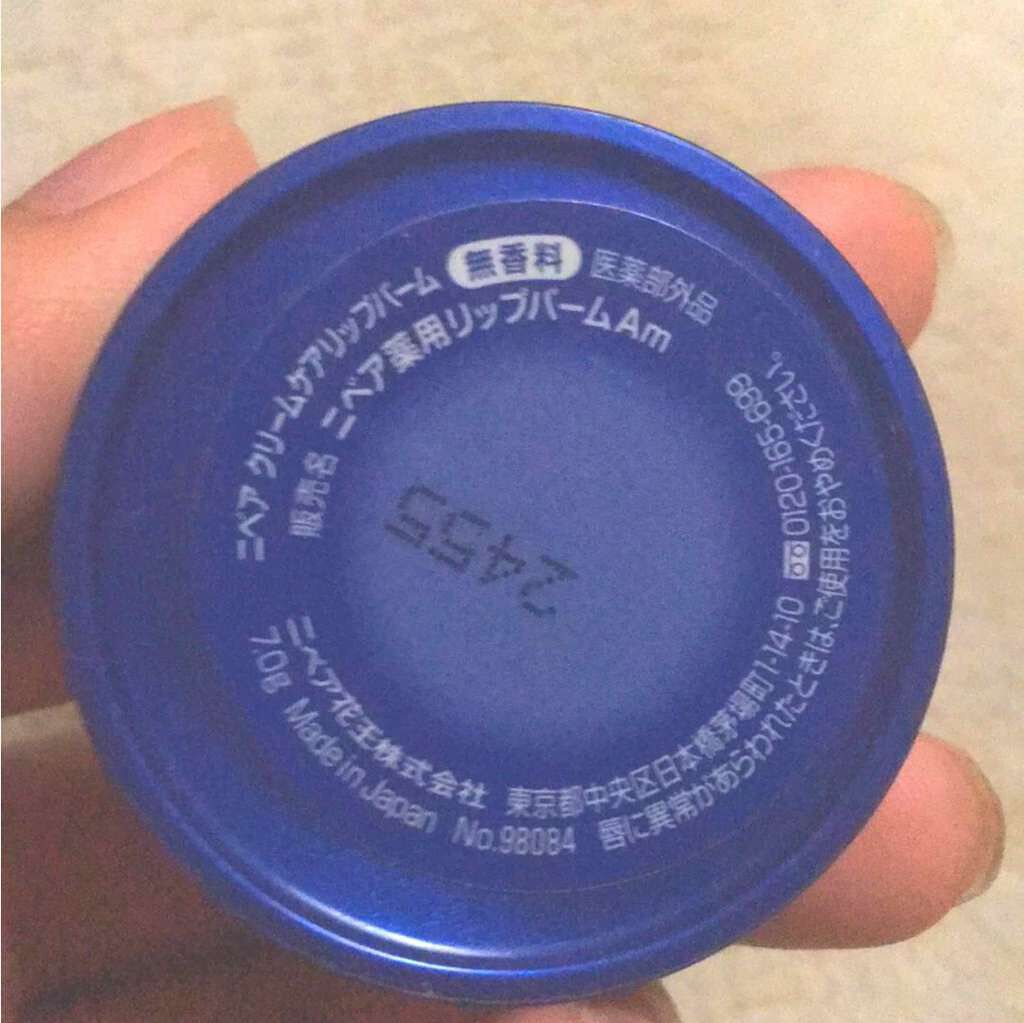 ニベア クリームケアリップバーム 無香料 医薬部外品
販売名 ニベア薬用リップバームAm
2455
ニベア花王株式会社 東京都中央区日本橋茅場町1-14-10 0120-165-699
7.0g Made in Japan No.98084 唇に異常があらわれたときは、ご使用をおやめください。